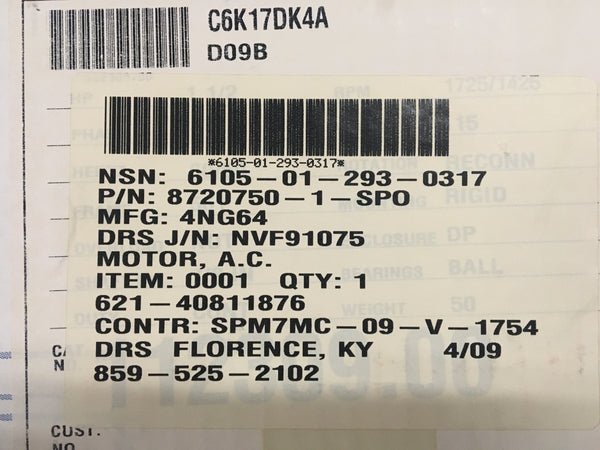 C6K17DK4A
D09B
HP 1 1/2 RPM 1725/1425
*6105-01-293-0317*
15
NSN: 6105-01-293-0317
RECONN
P/N: 8720750-1-SPO
RIGID
MFG: 4NG64
DRS J/N: NVF91075
ENCLOSURE DP
MOTOR, A.C.
BEARINGS BALL
ITEM: 0001 QTY: 1
621-40811876
WEIGHT 50
CONTR: SPM7MC-09-V-1754
DRS FLORENCE, KY 4/09
859-525-2102
CUST.
NO.